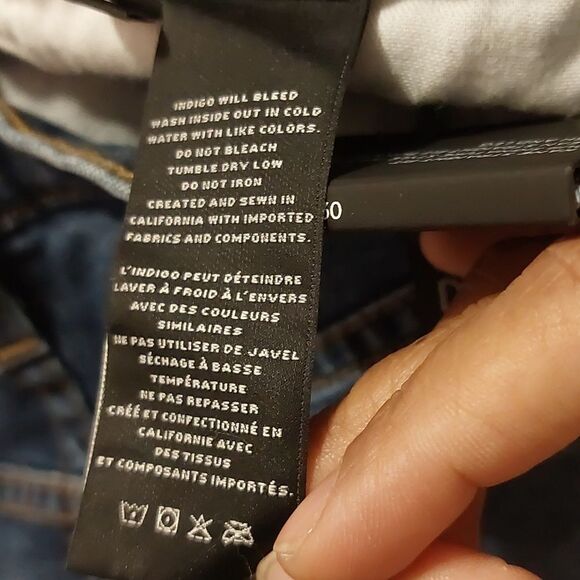 INDIGO WILL BLEED
WASH INSIDE OUT IN COLD
WATER WITH LIKE COLORS.
DO NOT BLEACH
TUMBLE DRY LOW
DO NOT IRON
CREATED AND SEWN IN
CALIFORNIA WITH IMPORTED
FABRICS AND COMPONENTS.
L'INDIGO PEUT DÉTEINDRE
LAVER À FROID À L'ENVERS
AVEC DES COULEURS
SIMILAIRES
NE PAS UTILISER DE JAVEL
SÉCHAGE À BASSE
TEMPÉRATURE
NE PAS REPASSER
CRÉÉ ET CONFECTIONNÉ EN
CALIFORNIE AVEC
DES TISSUS
ET COMPOSANTS IMPORTÉS.